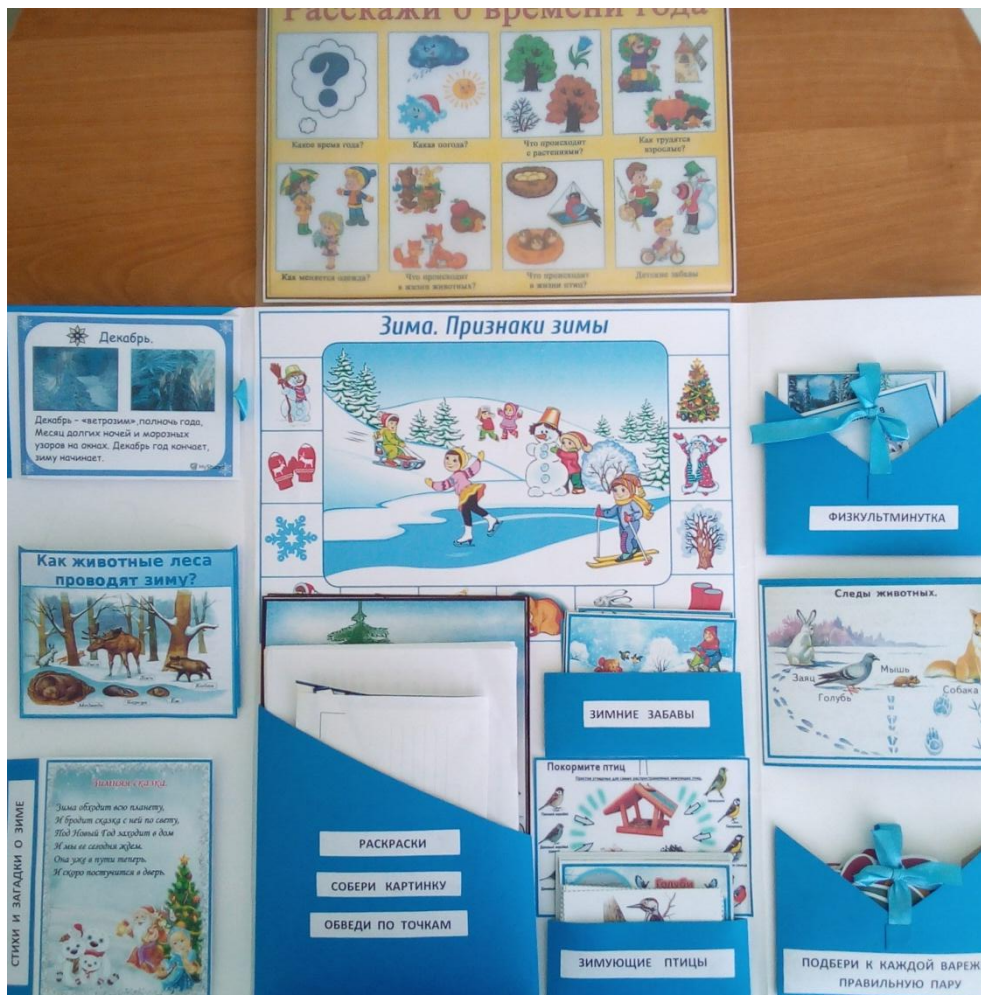 Расскажи о времени года
Какое время года?
Какая погода?
Что происходит
с растениями?
Как трудятся
взрослые?
Как меняется одежда?
Что происходит
в жизни животных?
Что происходит
в жизни птиц?
Детские забавы
Декабрь.
Декабрь – «ветрозим», полночь года,
Месяц долгих ночей и морозных
узоров на окнах. Декабрь год кончает,
зиму начинает.
Зима. Признаки зимы
ФИЗКУЛЬТМИНУТКА
Как животные леса
проводят зиму?
Следы животных.
Заяц
Голубь
Мышь
Собака
ЗИМНИЕ ЗАБАВЫ
Покормите птиц
Голуби
ЗИМУЮЩИЕ ПТИЦЫ
РАСКРАСКИ
СОБЕРИ КАРТИНКУ
ОБВЕДИ ПО ТОЧКАМ
СТИХИ И ЗАГАДКИ О ЗИМЕ
Зимняя сказка.
Зима обходит всю планету,
И бродит сказка с ней по свету,
Под Новый Год заходит в дом
И мы ее сегодня ждем.
Она уже в пути теперь.
И скоро постучится в дверь.
ПОДБЕРИ К КАЖДОЙ ВАРЕЖ
ПРАВИЛЬНУЮ ПАРУ